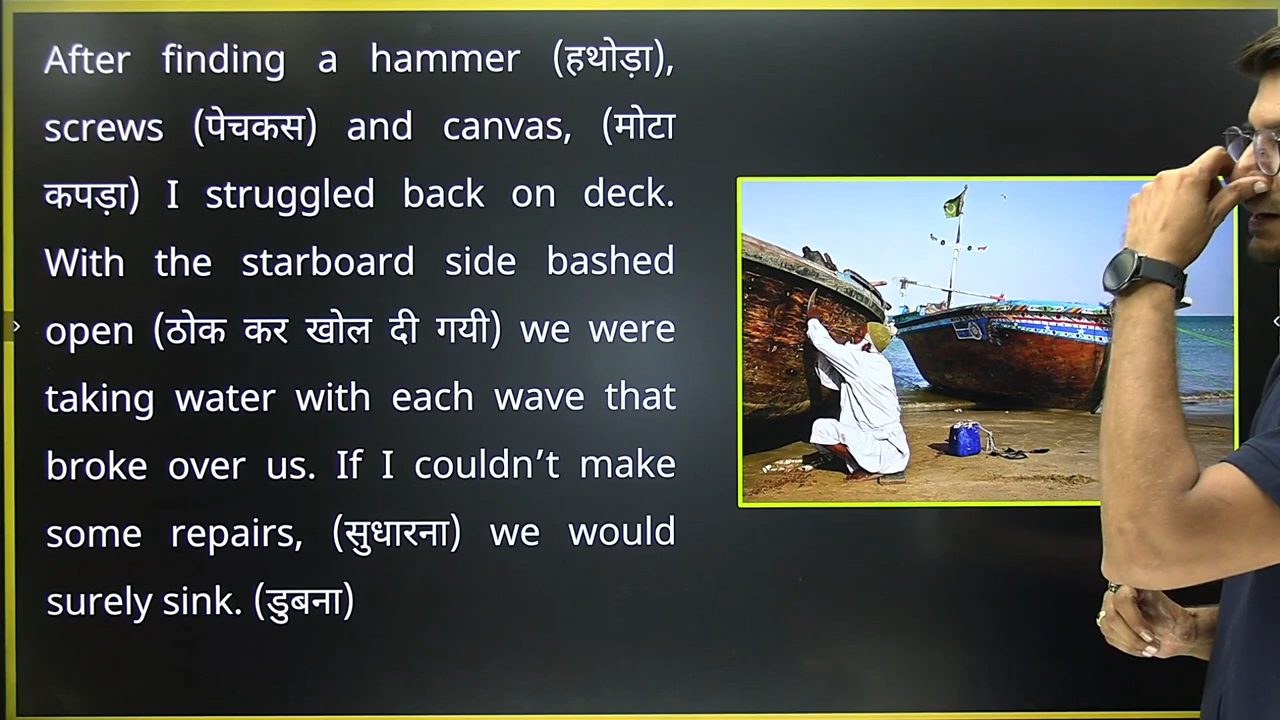 After finding a hammer (हथोड़ा),
screws (पेचकस) and canvas, (मोटा
कपड़ा) I struggled back on deck.
With the starboard side bashed
open (ठोक कर खोल दी गयी) we were
taking water with each wave that
broke over us. If I couldn’t make
some repairs, (सुधारना) we would
surely sink. (डुबना)